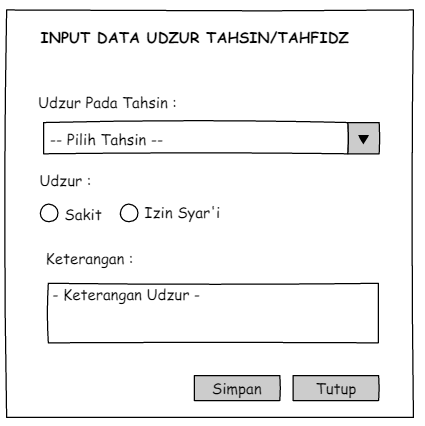 INPUT DATA UDZUR TAHSIN/TAHFIDZ
Udzur Pada Tahsin :
-- Pilih Tahsin --
Udzur :
Sakit Izin Syar'i
Keterangan :
- Keterangan Udzur -
Simpan Tutup